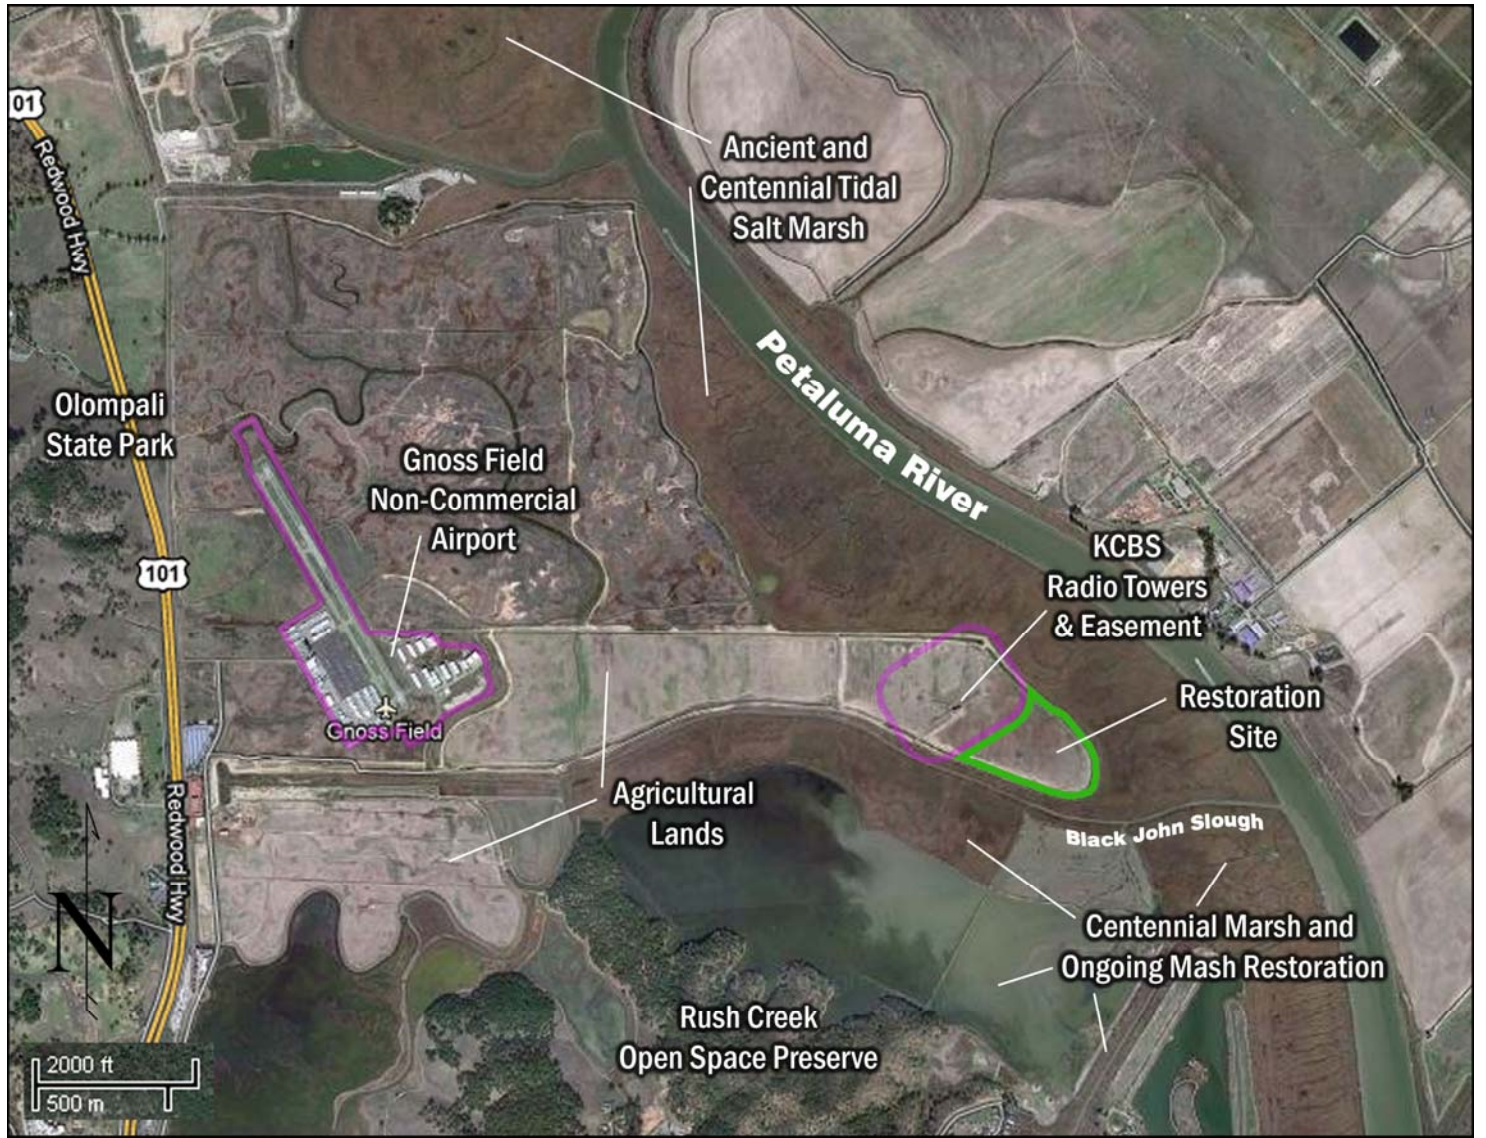 01
Redwood Hwy
Ancient and
Centennial Tidal
Salt Marsh
Petaluma River
Olompali
State Park
Gnoss Field
Non-Commercial
Airport
101
KCBS
Radio Towers
& Easement
Restoration
Site
Gnoss Field
Agricultural
Lands
Black John Slough
Redwood Hwy
N
Centennial Marsh and
Ongoing Mash Restoration
Rush Creek
Open Space Preserve
2000 ft
500 m